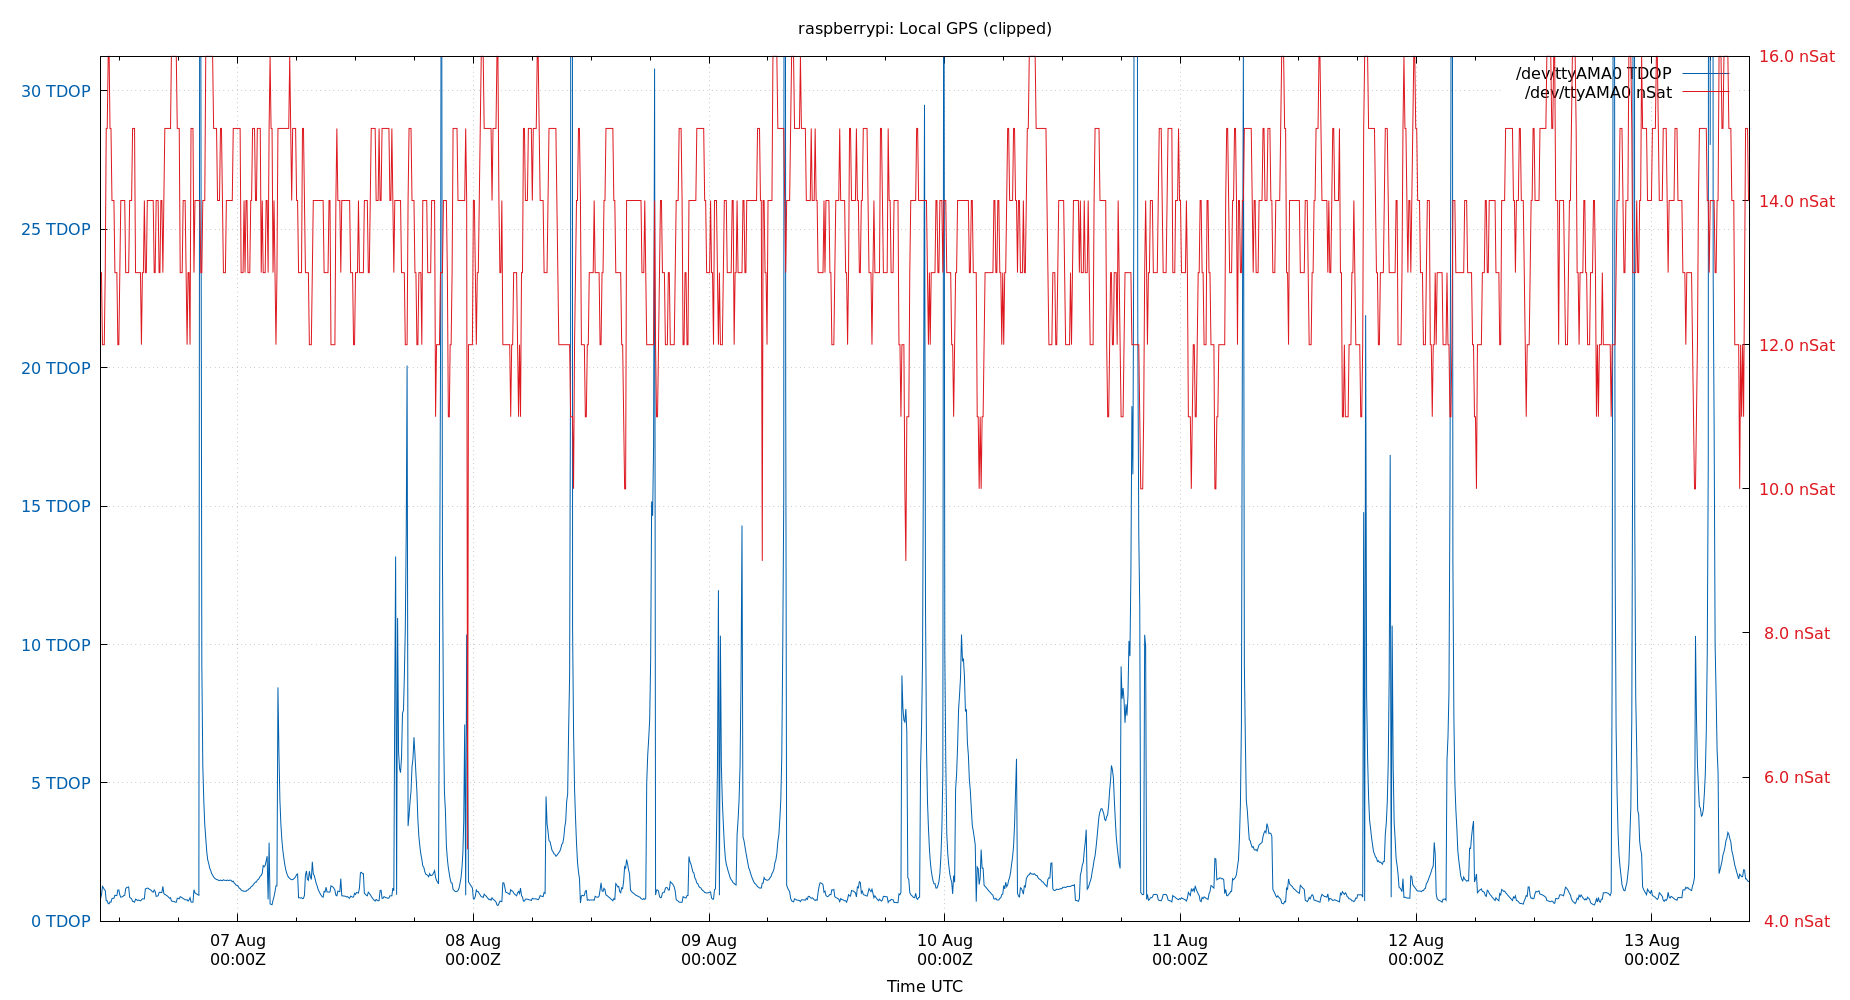 raspberrypi: Local GPS (clipped)
16.0 nSat
/dev/ttyAMA0 TDOP
30 TDOP
/dev/ttyAMA0 nSat
25 TDOP
14.0 nSat
20 TDOP
12.0 nSat
15 TDOP
10.0 nSat
10 TDOP
8.0 nSat
5 TDOP
6.0 nSat
0 TDOP
4.0 nSat
07 Aug 08 Aug 09 Aug 10 Aug 11 Aug 12 Aug 13 Aug
00:00Z 00:00Z 00:00Z 00:00Z 00:00Z 00:00Z 00:00Z
Time UTC